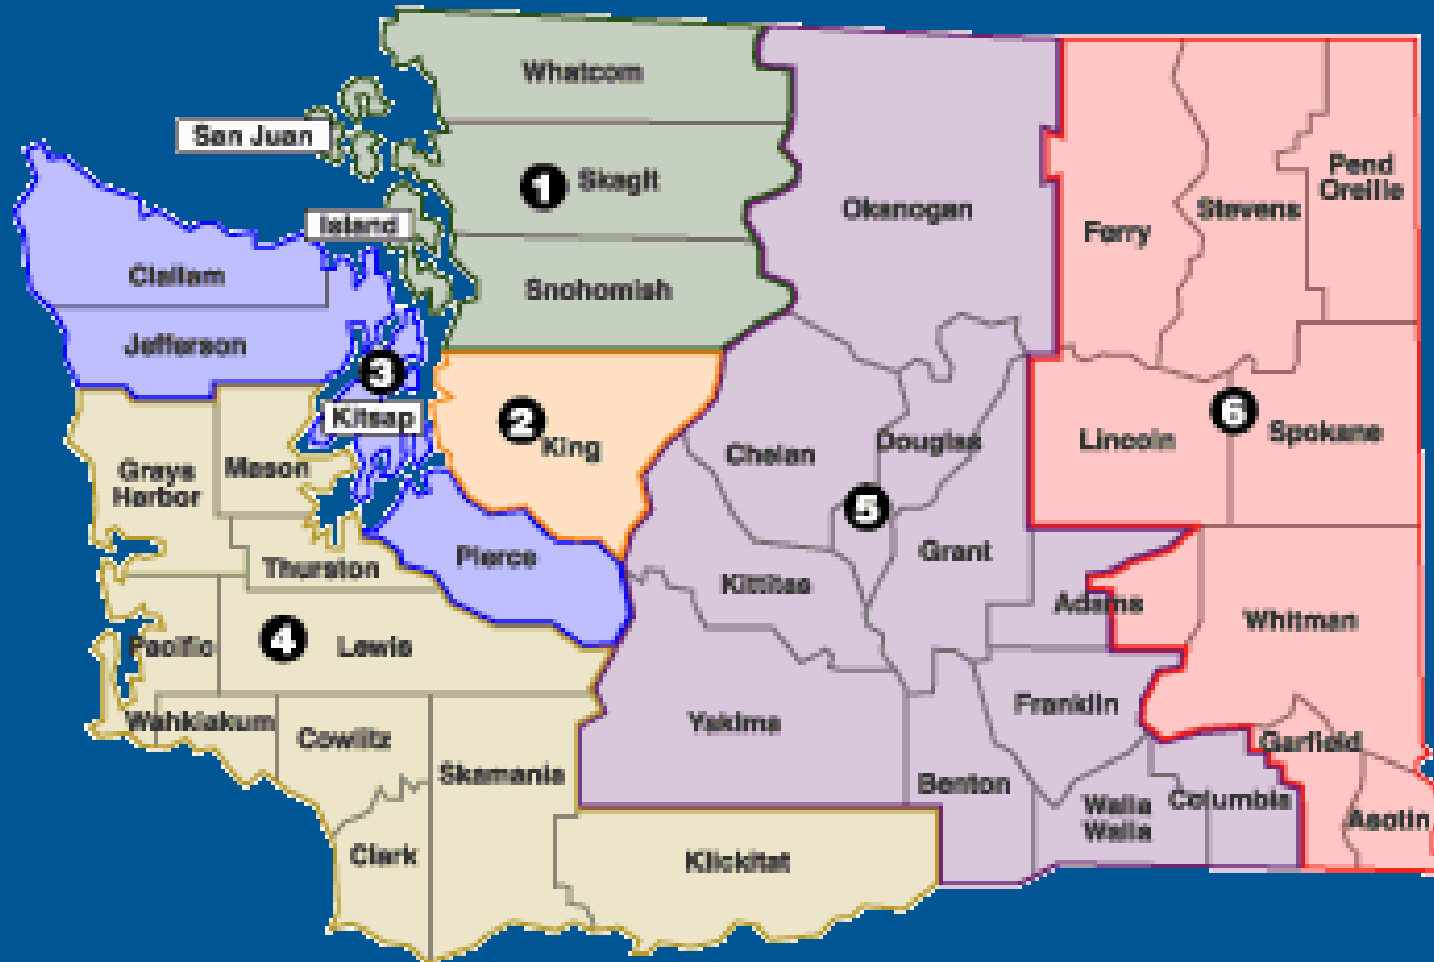 Whatcom
San Juan
1 Skagit
Pend
Oreille
Island
Okanogan
Stevens
Ferry
Clallam
Snohomish
Jefferson
3
Kitsap
2
King
Chelan
Douglas
Lincoln
6
Spokane
Grays
Harbor
Mason
5
Pierce
Grant
Thurston
Kittitas
Adams
Whitman
Pacific
4
Lewis
Wahkiakum
Cowlitz
Yakima
Franklin
Garfield
Skamania
Benton
Walla
Walla
Columbia
Asotin
Clark
Klickitat